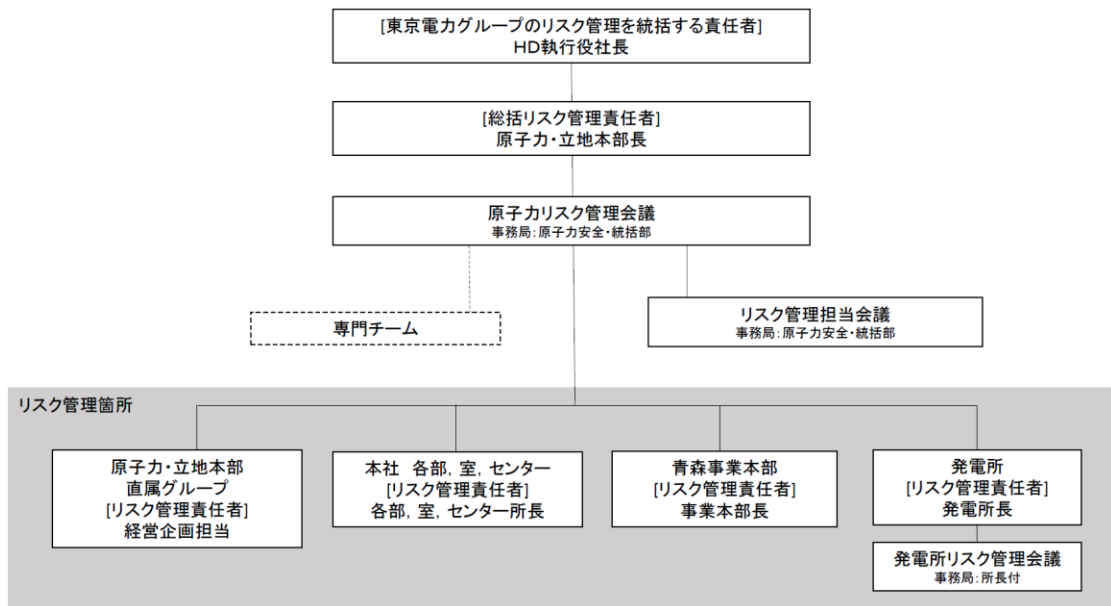 [東京電力グループのリスク管理を統括する責任者]
HD執行役社長
[総括リスク管理責任者]
原子力・立地本部長
原子力リスク管理会議
事務局:原子力安全・統括部
専門チーム
リスク管理担当会議
事務局:原子力安全・統括部
リスク管理箇所
原子力・立地本部
直属グループ
[リスク管理責任者]
経営企画担当
本社 各部,室,センター
[リスク管理責任者]
各部,室,センター所長
青森事業本部
[リスク管理責任者]
事業本部長
発電所
[リスク管理責任者]
発電所長
発電所リスク管理会議
事務局:所長付